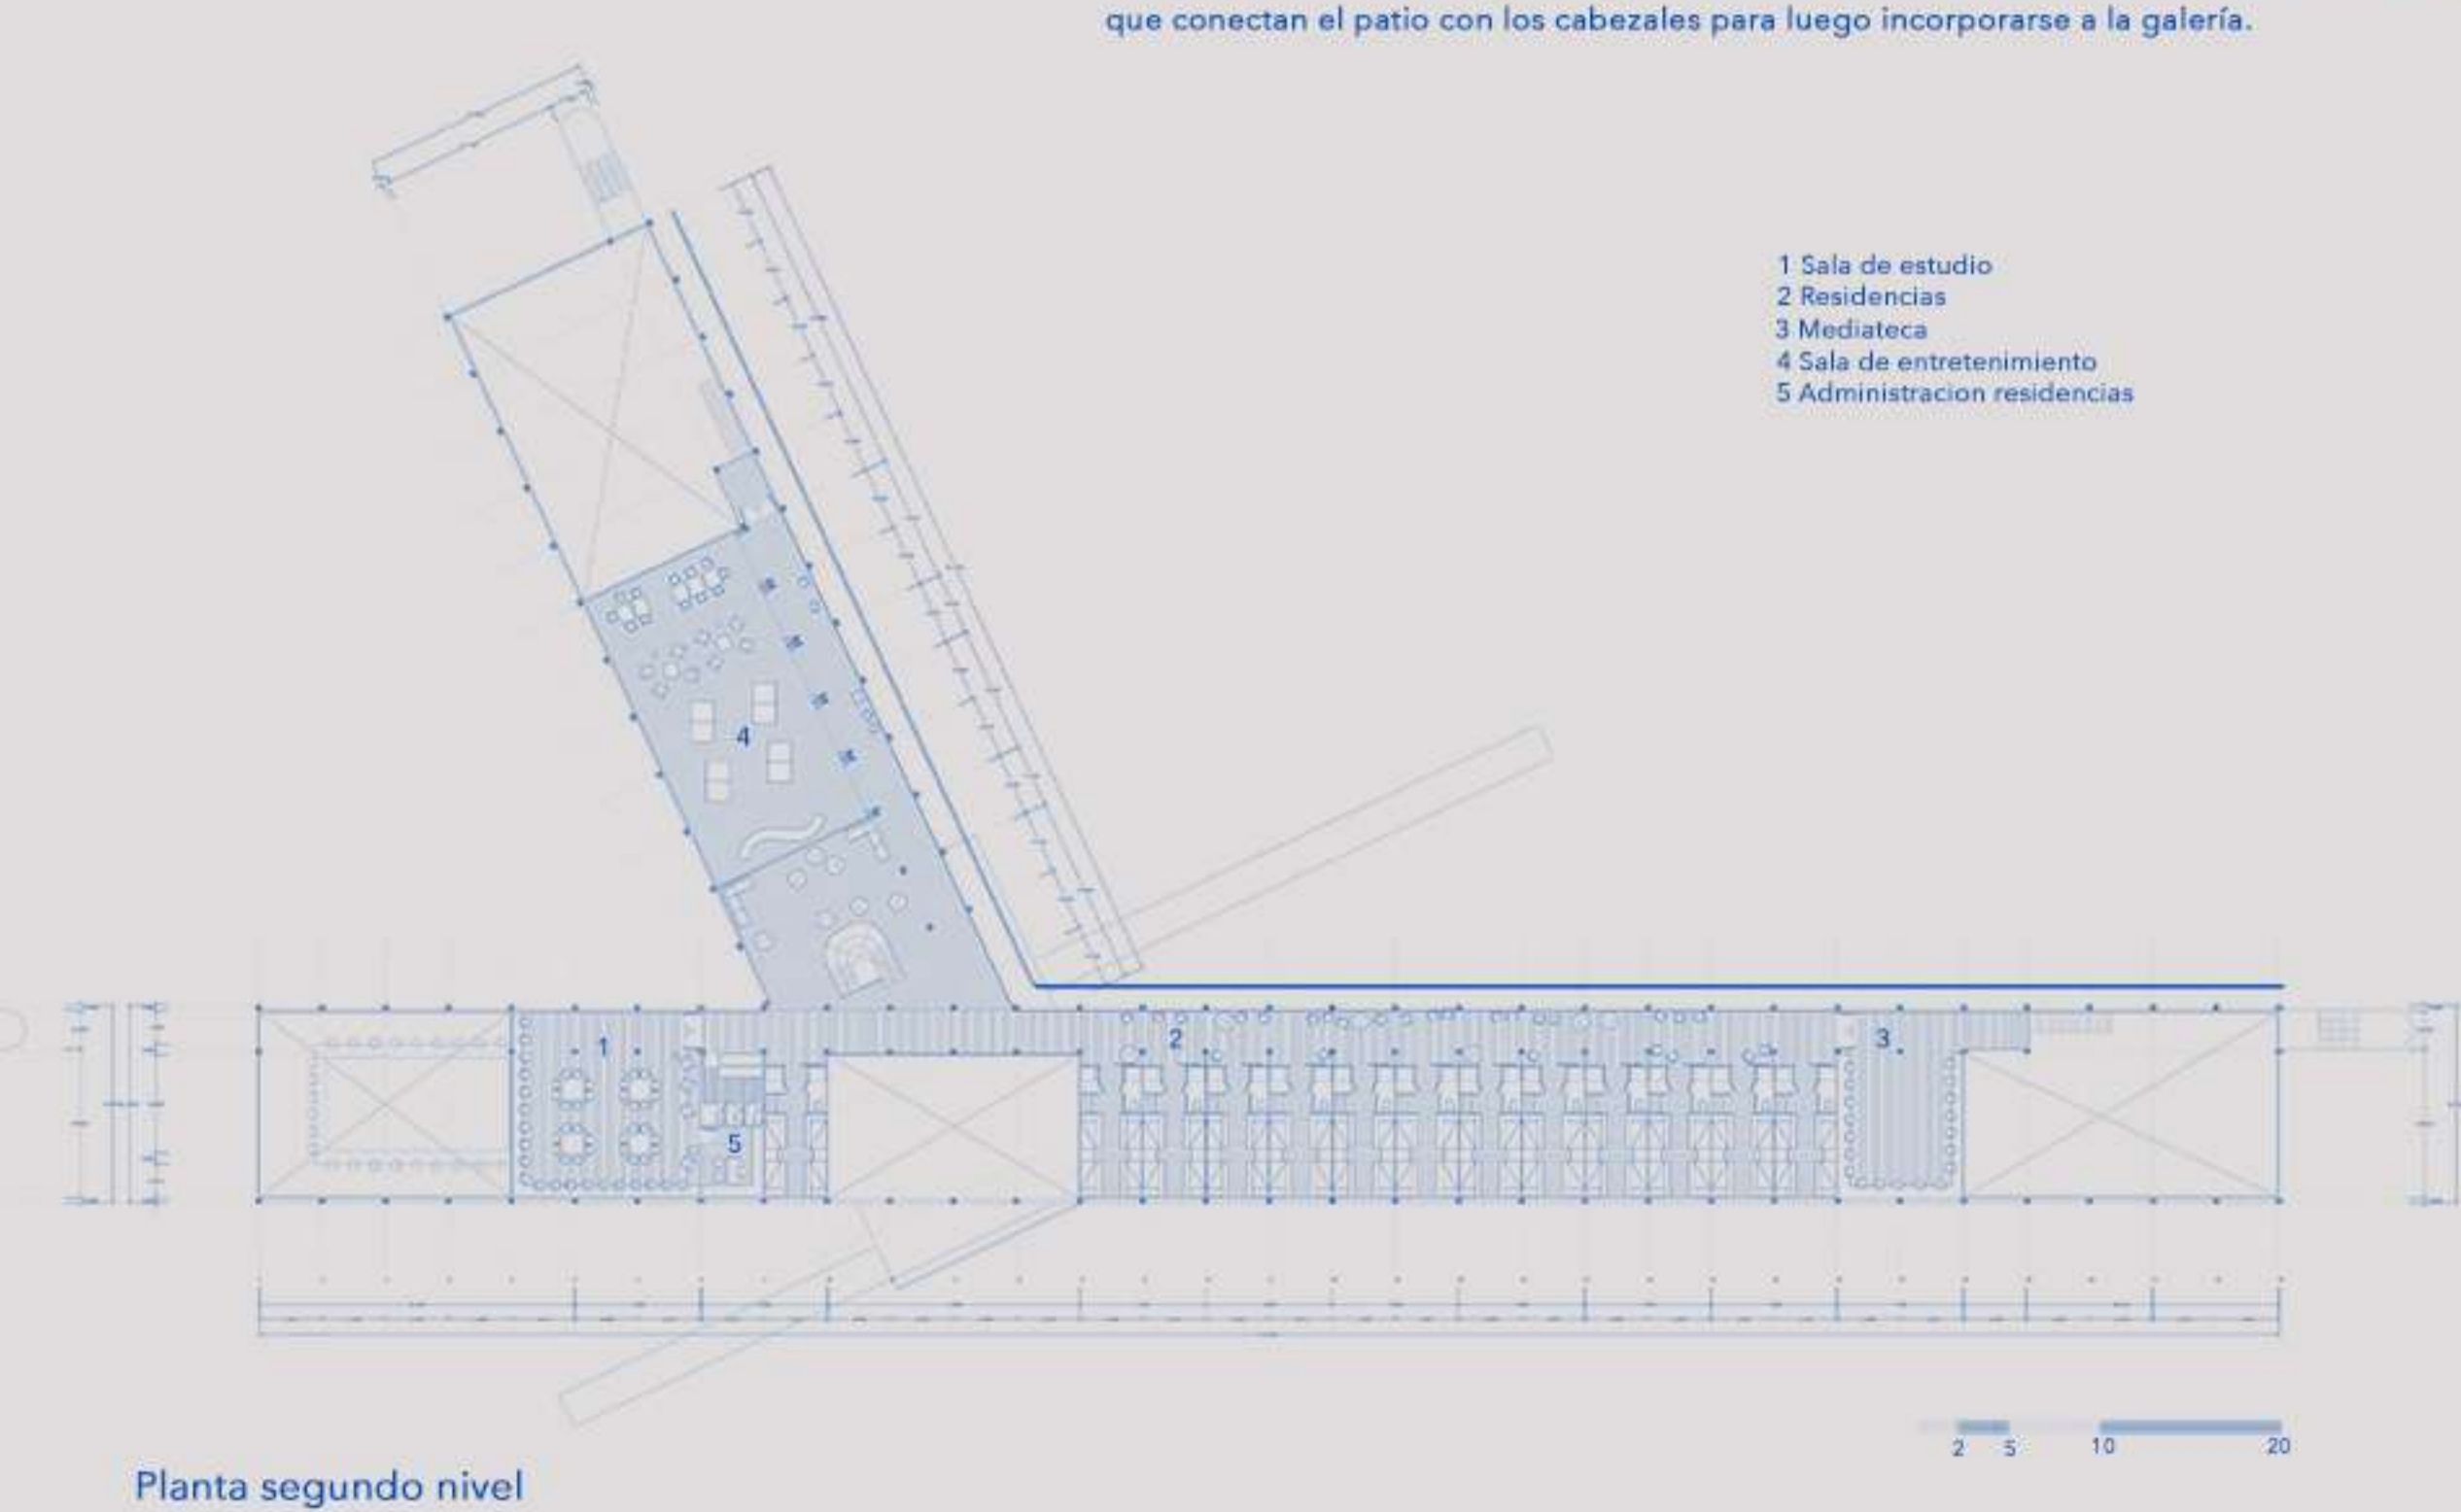 que conectan el patio con los cabezales para luego incorporarse a la galería.
1 Sala de estudio
2 Residencias
3 Mediateca
4 Sala de entretenimiento
5 Administracion residencias
4
1
2
3
5
2 5 10 20
Planta segundo nivel